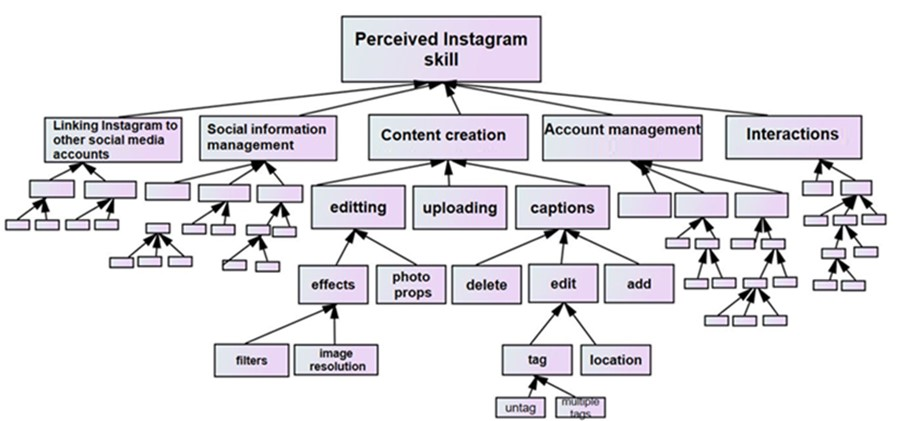 Perceived Instagram
skill
Linking Instagram to
other social media
accounts
Social information
management
Content creation
Account management
Interactions
editting
uploading
captions
effects
photo
props
delete
edit
add
filters
image
resolution
tag
location
untag
multiple
tags